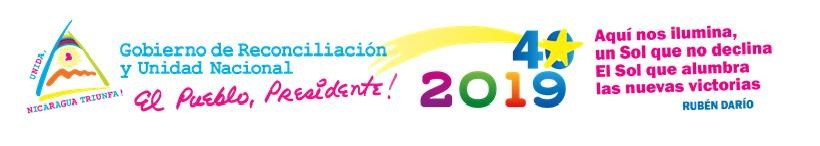 UNIDA,
NICARAGUA TRIUNFA!
Gobierno de Reconciliación
y Unidad Nacional
El Pueblo, Presidente!
40
2019
Aquí nos ilumina,
un Sol que no declina
El Sol que alumbra
las nuevas victorias
RUBÉN DARÍO